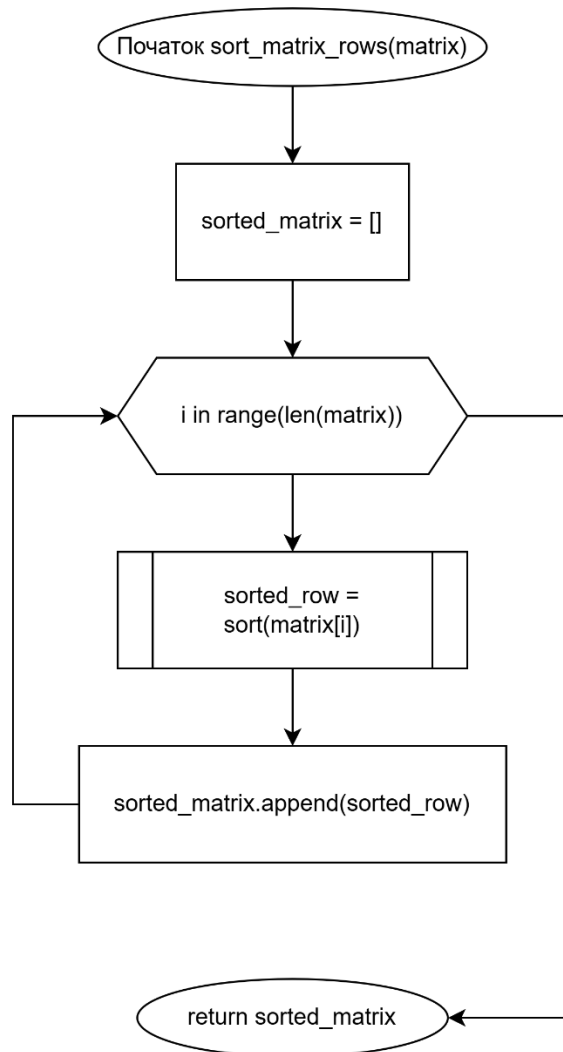 Початок sort_matrix_rows(matrix)
sorted_matrix = []
i in range(len(matrix))
sorted_row =
sort(matrix[i])
sorted_matrix.append(sorted_row)
return sorted_matrix